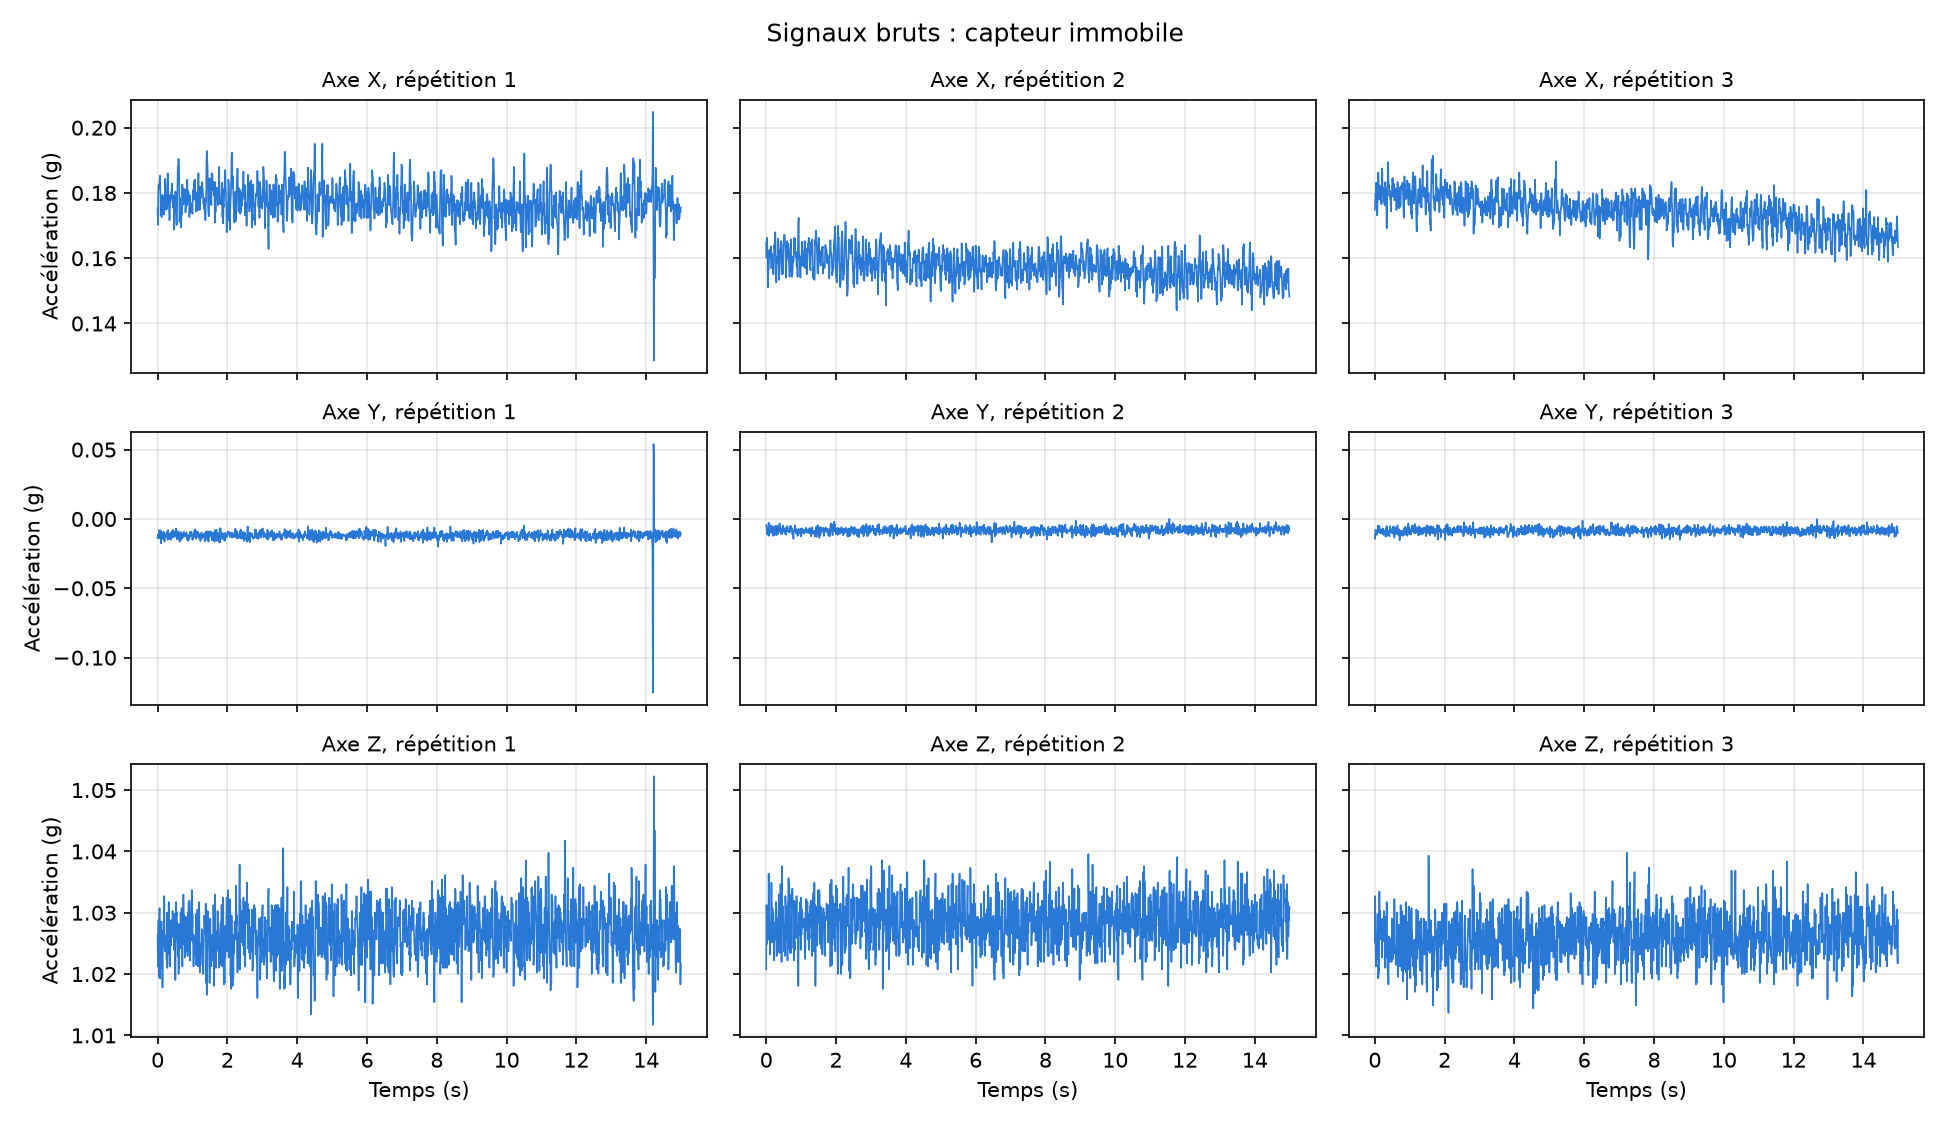 Signaux bruts : capteur immobile
Axe X, répétition 1
Axe X, répétition 2
Axe X, répétition 3
Accélération (g)
0.20
0.18
0.16
0.14
Axe Y, répétition 1
Axe Y, répétition 2
Axe Y, répétition 3
Accélération (g)
0.05
0.00
−0.05
−0.10
Axe Z, répétition 1
Axe Z, répétition 2
Axe Z, répétition 3
Accélération (g)
1.05
1.04
1.03
1.02
1.01
0 2 4 6 8 10 12 14
0 2 4 6 8 10 12 14
0 2 4 6 8 10 12 14
Temps (s)
Temps (s)
Temps (s)